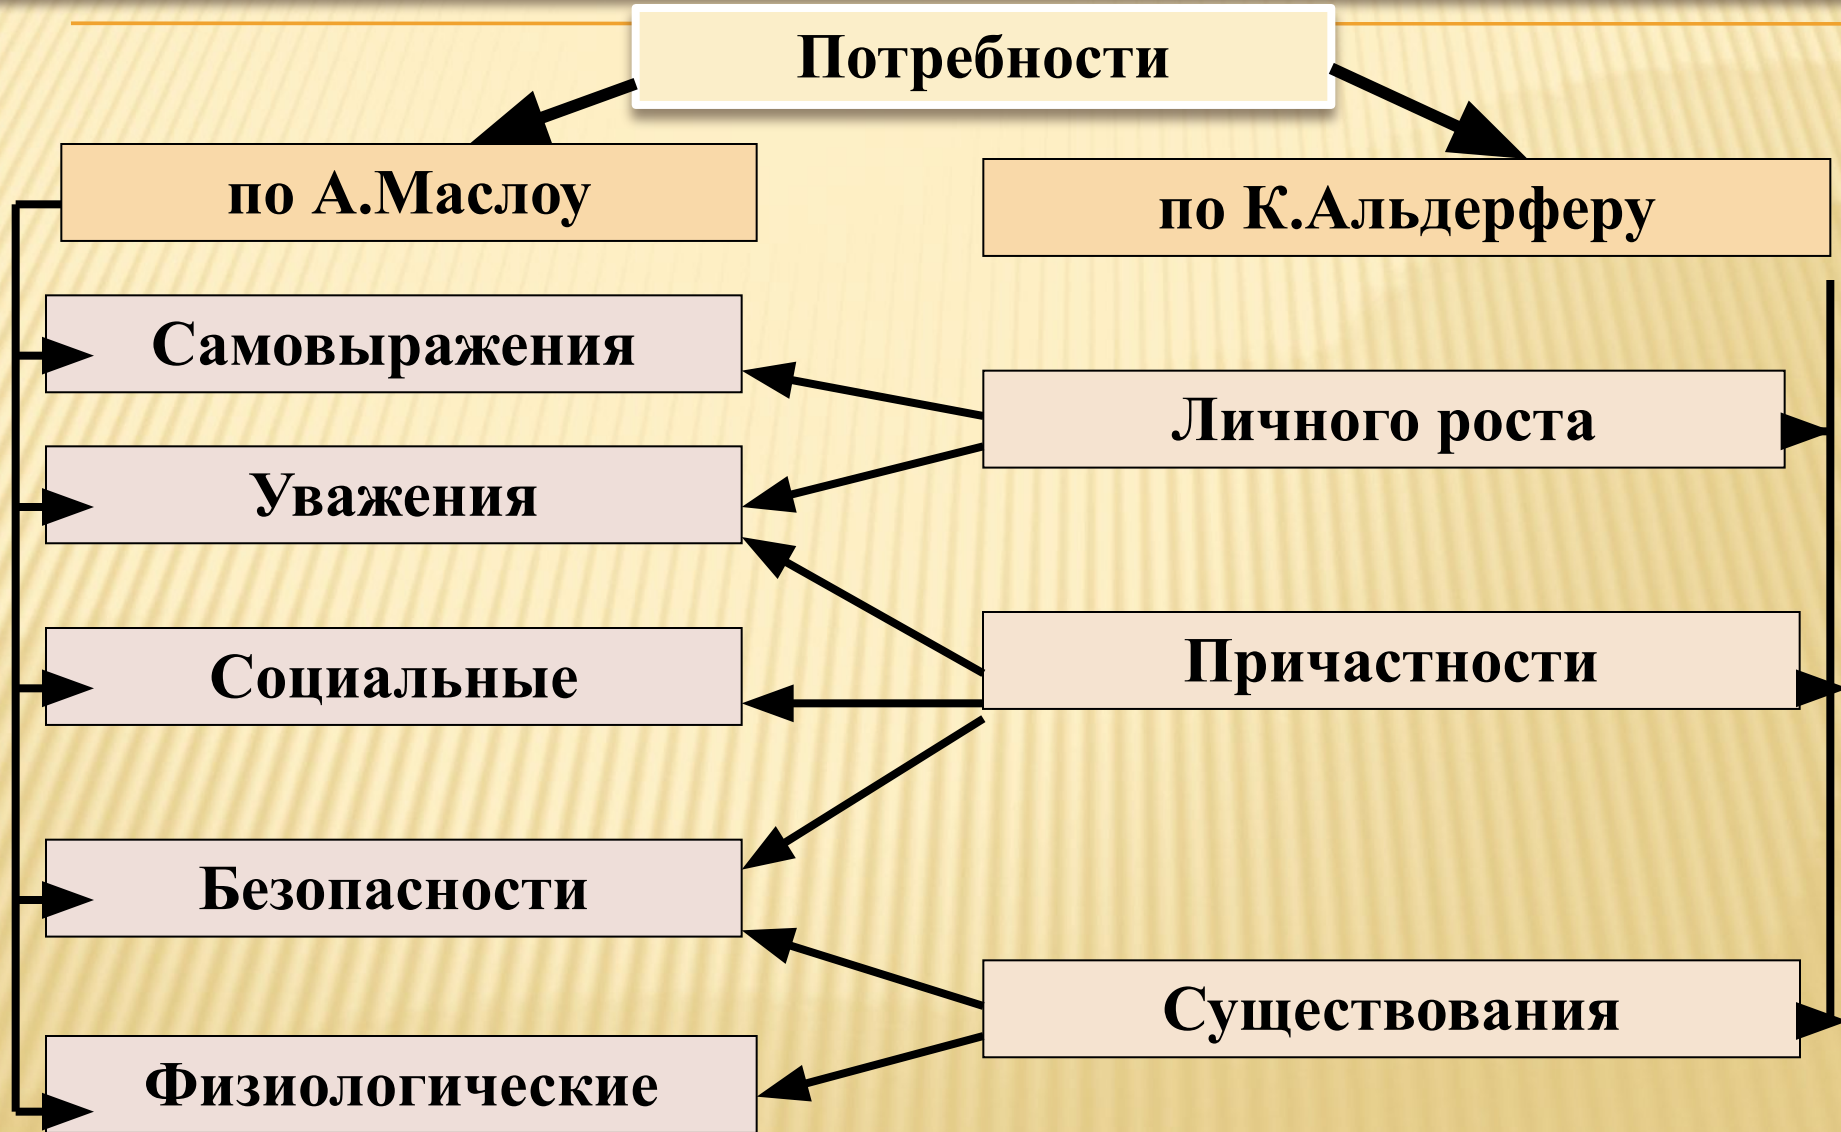 Потребности
по А.Маслоу
по К.Альдерферу
Самовыражения
Личного роста
Уважения
Причастности
Социальные
Безопасности
Существования
Физиологические